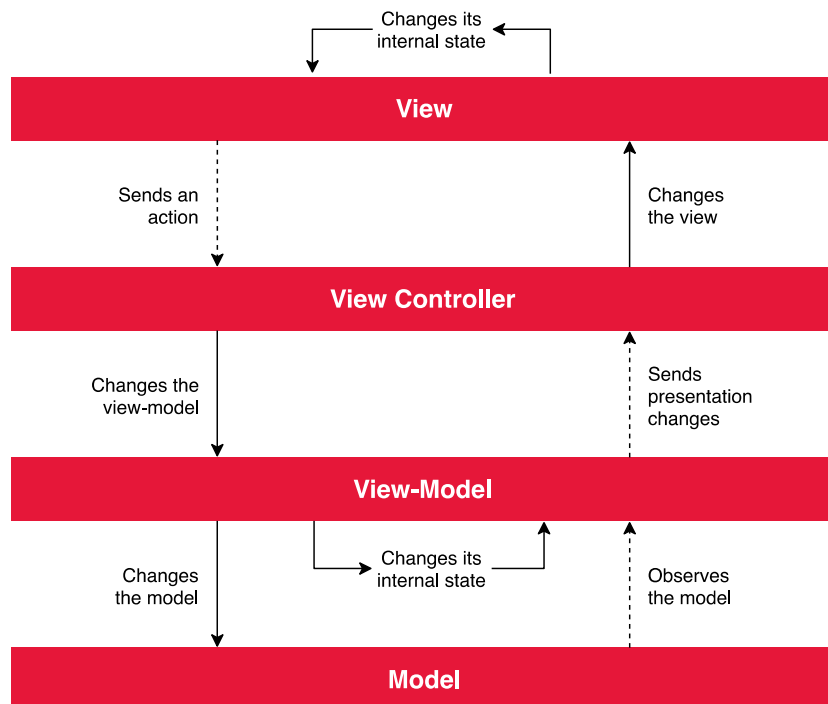 Changes its
internal state
View
Sends an
action
Changes
the view
View Controller
Changes the
view-model
Sends
presentation
changes
View-Model
Changes its
internal state
Changes
the model
Observes
the model
Model